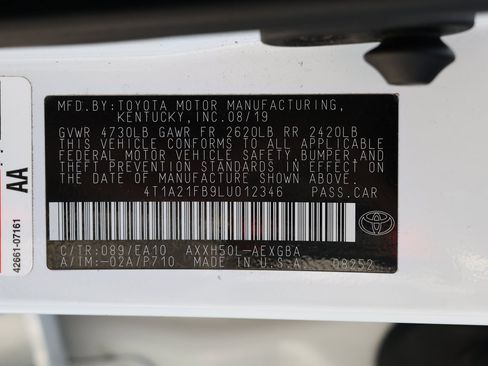 MFD.BY:TOYOTA MOTOR MANUFACTURING,
KENTUCKY,INC.08/19
GVWR 4730LB GAWR FR 2620LB RR 2420LB
THIS VEHICLE CONFORMS TO ALL APPLICABLE
FEDERAL MOTOR VEHICLE SAFETY,BUMPER,AND
THEFT PREVENTION STANDARDS IN EFFECT ON
THE DATE OF MANUFACTURE SHOWN ABOVE.
4T1A21FB9LU012346 PASS.CAR
C/TR:089/EA10 AXXH50L-AEXGBA
A/TM:-02A/P710 MADE IN U.S.A. 08252
AA
42661-07161